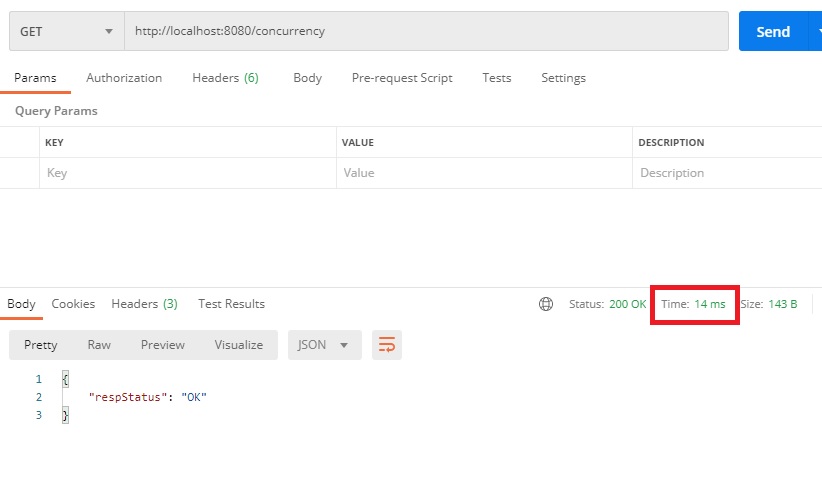 GET http://localhost:8080/concurrency Send
Params Authorization Headers (6) Body Pre-request Script Tests Settings
Query Params
KEY VALUE DESCRIPTION
Key Value Description
Body Cookies Headers (3) Test Results Status: 200 OK Time: 14 ms Size: 143 B
Pretty Raw Preview Visualize JSON
1 {
2 "respStatus": "OK"
3 }